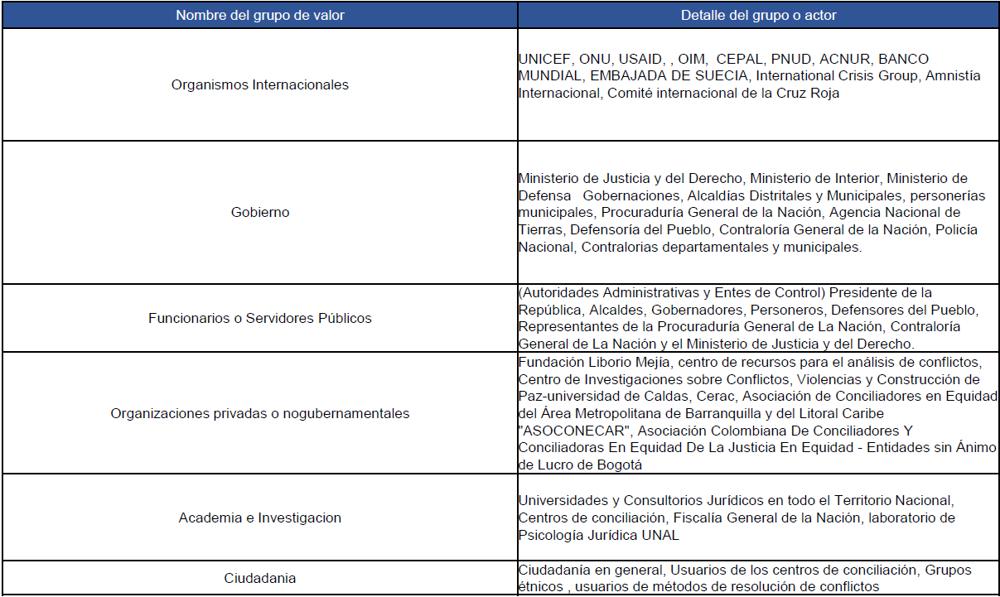 Nombre del grupo de valor
Detalle del grupo o actor
Organismos Internacionales
UNICEF, ONU, USAID, , OIM,  CEPAL, PNUD, ACNUR, BANCO
MUNDIAL, EMBAJADA DE SUECIA, International Crisis Group, Amnistía
Internacional, Comité internacional de la Cruz Roja
Gobierno
Ministerio de Justicia y del Derecho, Ministerio de Interior, Ministerio de
Defensa   Gobernaciones, Alcaldías Distritales y Municipales, personerías
municipales, Procuraduría General de la Nación, Agencia Nacional de
Tierras, Defensoría del Pueblo, Contraloría General de la Nación, Policía
Nacional, Contralorias departamentales y municipales.
Funcionarios o Servidores Públicos
(Autoridades Administrativas y Entes de Control) Presidente de la
República, Alcaldes, Gobernadores, Personeros, Defensores del Pueblo,
Representantes de la Procuraduría General de La Nación, Contraloría
General de La Nación y el Ministerio de Justicia y del Derecho.
Organizaciones privadas o nogubernamentales
Fundación Liborio Mejía, centro de recursos para el análisis de conflictos,
Centro de Investigaciones sobre Conflictos, Violencias y Construcción de
Paz-universidad de Caldas, Cerac, Asociación de Conciliadores en Equidad
del Área Metropolitana de Barranquilla y del Litoral Caribe
"ASOCONECAR", Asociación Colombiana De Conciliadores Y
Conciliadoras En Equidad De La Justicia En Equidad - Entidades sin Ánimo
de Lucro de Bogotá
Academia e Investigacion
Universidades y Consultorios Jurídicos en todo el Territorio Nacional,
Centros de conciliación, Fiscalía General de la Nación, laboratorio de
Psicología Jurídica UNAL
Ciudadania
Ciudadanía en general, Usuarios de los centros de conciliación, Grupos
étnicos , usuarios de métodos de resolución de conflictos